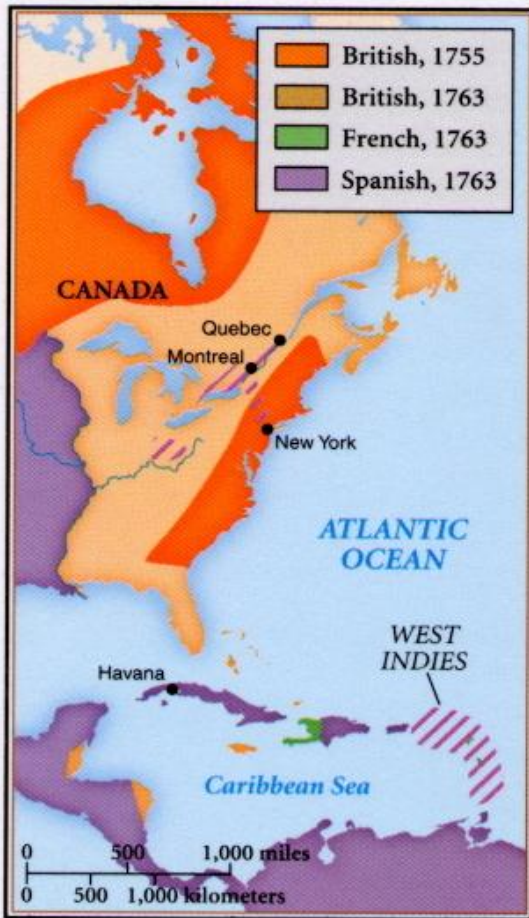 British, 1755
British, 1763
French, 1763
Spanish, 1763
CANADA
Quebec
Montreal
New York
ATLANTIC
OCEAN
WEST
INDIES
Havana
Caribbean Sea
0 500 1,000 miles
0 500 1,000 kilometers